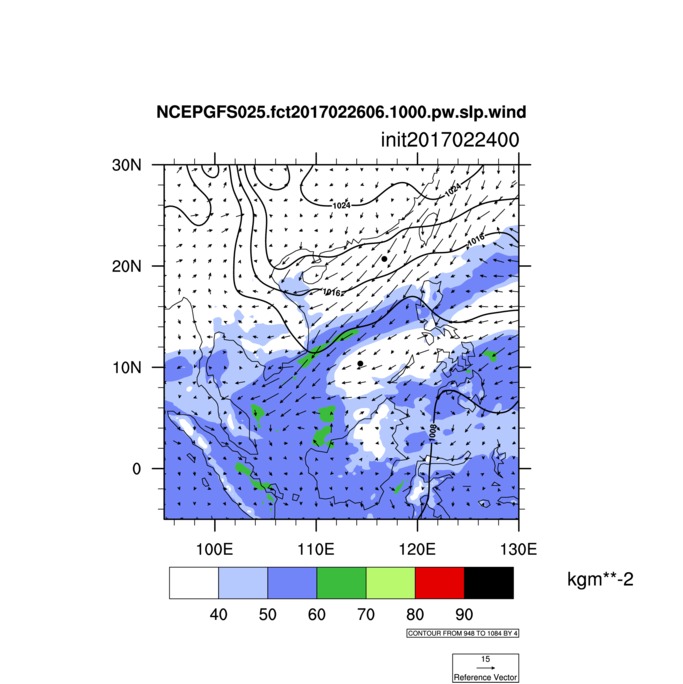 NCEPGFS025.fct2017022606.1000.pw.slp.wind
init2017022400
30N
1024
1024
1016
20N
1016
10N
1008
0
100E 110E 120E 130E
kgm**-2
40 50 60 70 80 90
CONTOUR FROM 948 TO 1084 BY 4
15
Reference Vector